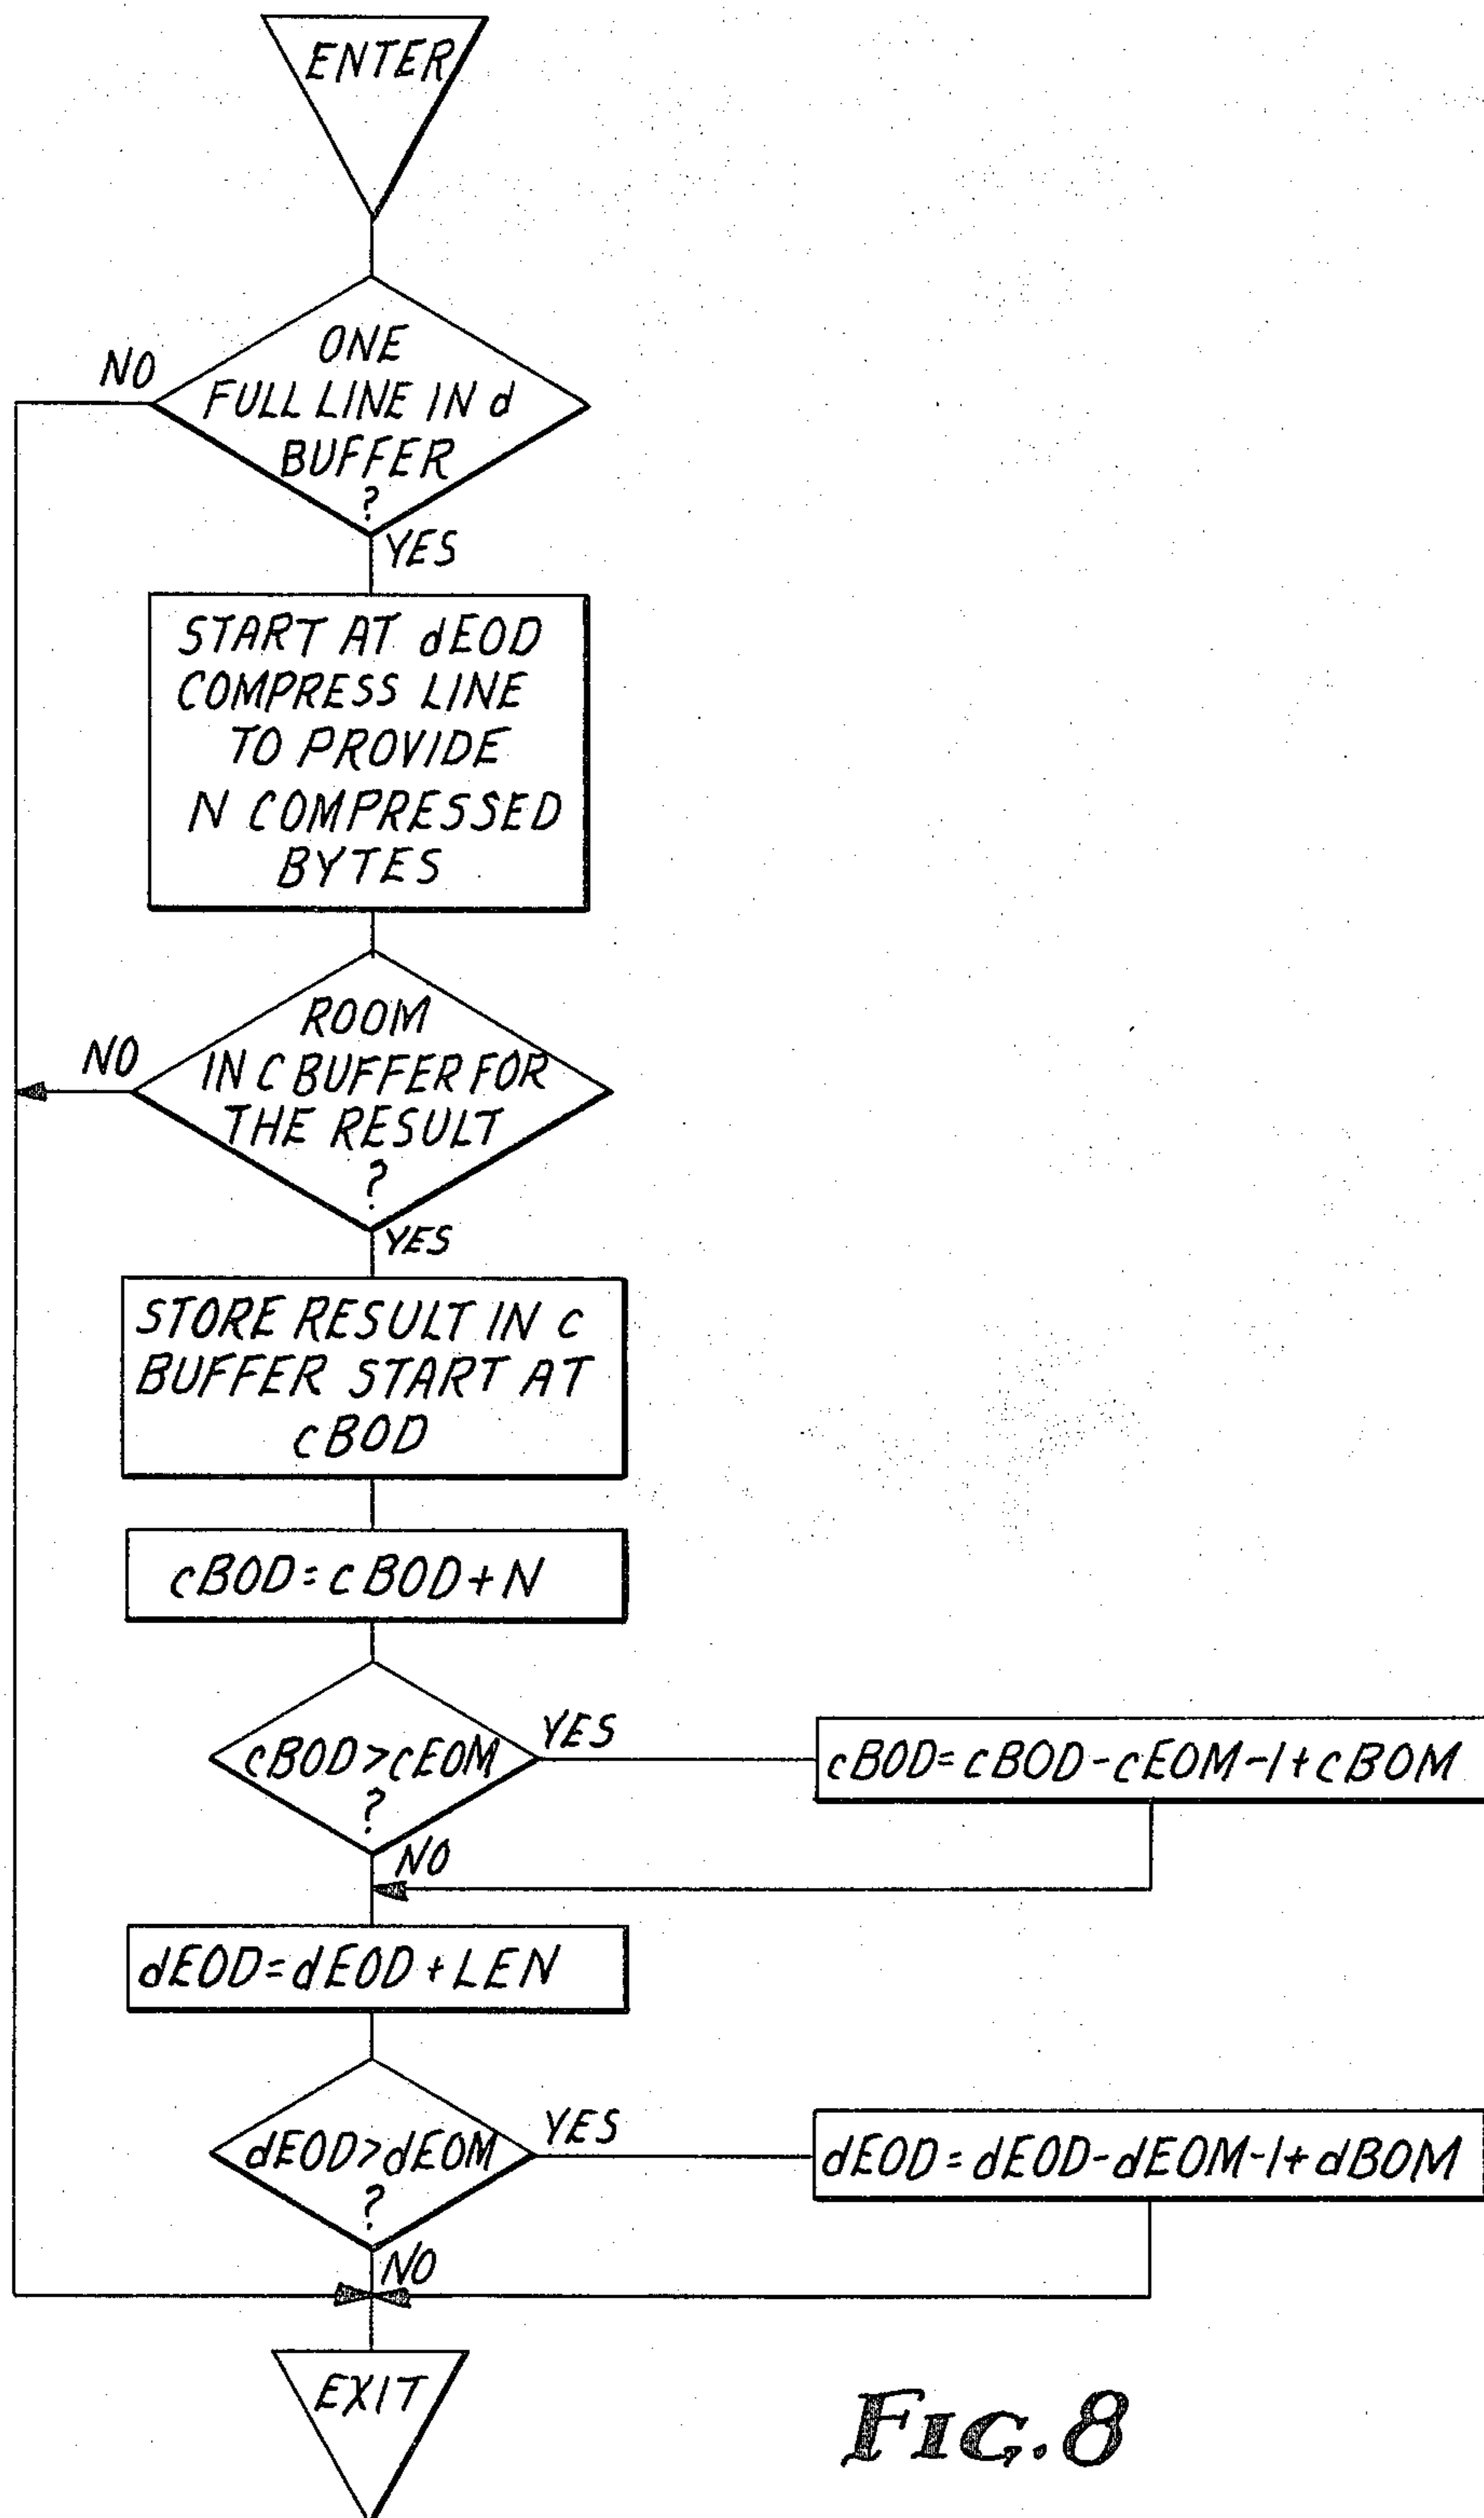 ENTER
ONE
FULL LINE IN d
BUFFER
?
NO
YES
START AT dEOD
COMPRESS LINE
TO PROVIDE
N COMPRESSED
BYTES
ROOM
IN C BUFFER FOR
THE RESULT
?
NO
YES
STORE RESULT IN c
BUFFER START AT
cBOD
cBOD=cBOD+N
cBOD>cEOM
?
YES
cBOD=cBOD-cEOM-1+cBOM
NO
dEOD=dEOD+LEN
dEOD>dEOM
?
YES
dEOD=dEOD-dEOM-1+dBOM
NO
EXIT
FIG. 8